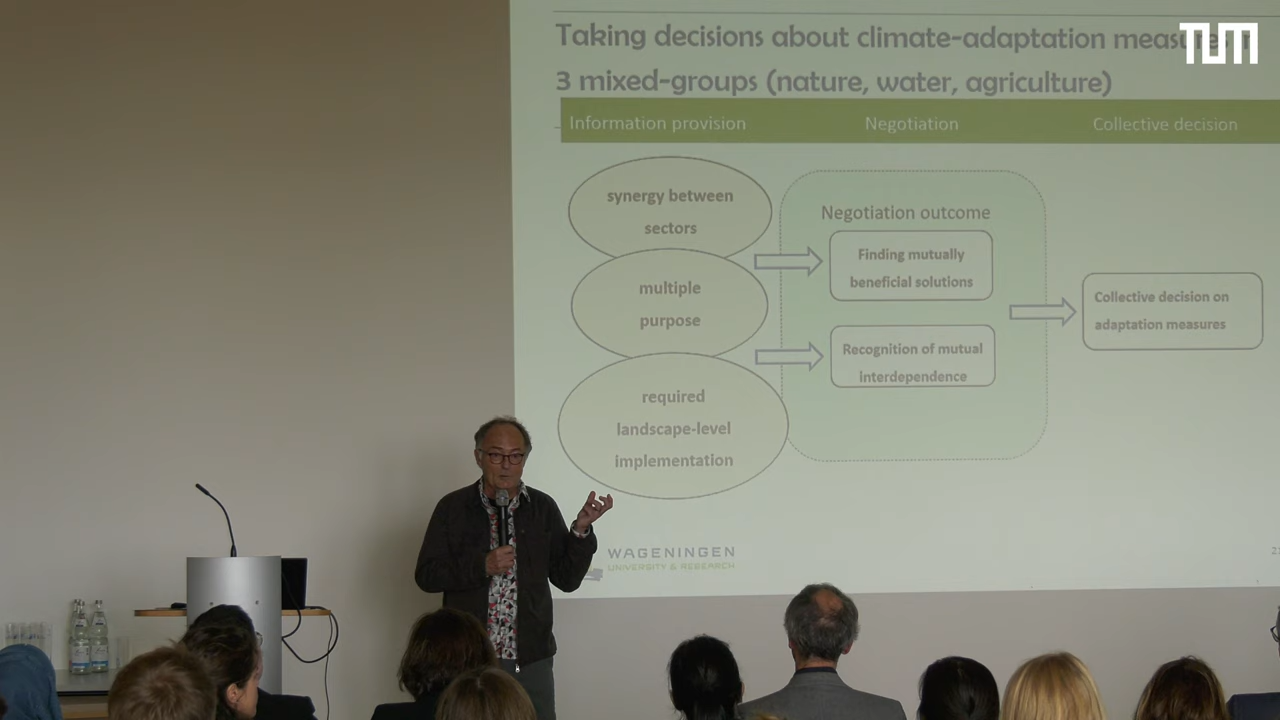 Taking decisions about climate-adaptation measures
TUM
3 mixed-groups (nature, water, agriculture)
Information provision
Negotiation
Collective decision
synergy between
sectors
multiple
purpose
required
landscape-level
implementation
Negotiation outcome
Finding mutually
beneficial solutions
Recognition of mutual
interdependence
Collective decision on
adaptation measures
WAGENINGEN
UNIVERSITY & RESEARCH